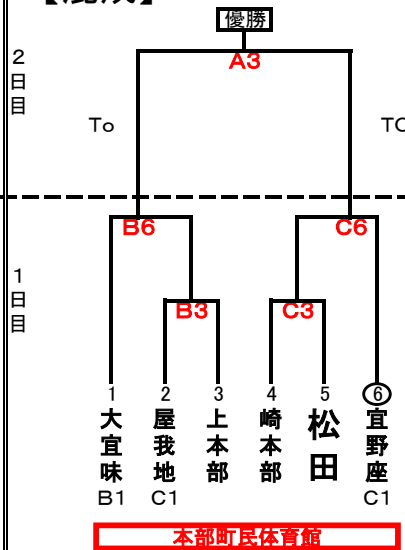 優勝
A3
2日目
To
TO
B6
C6
1日目
B3
C3
1 2 3 4 5 ⑥
大宜味
屋我地
上本部
崎本部
松田
宜野座
B1
C1
C1
本部町民体育館